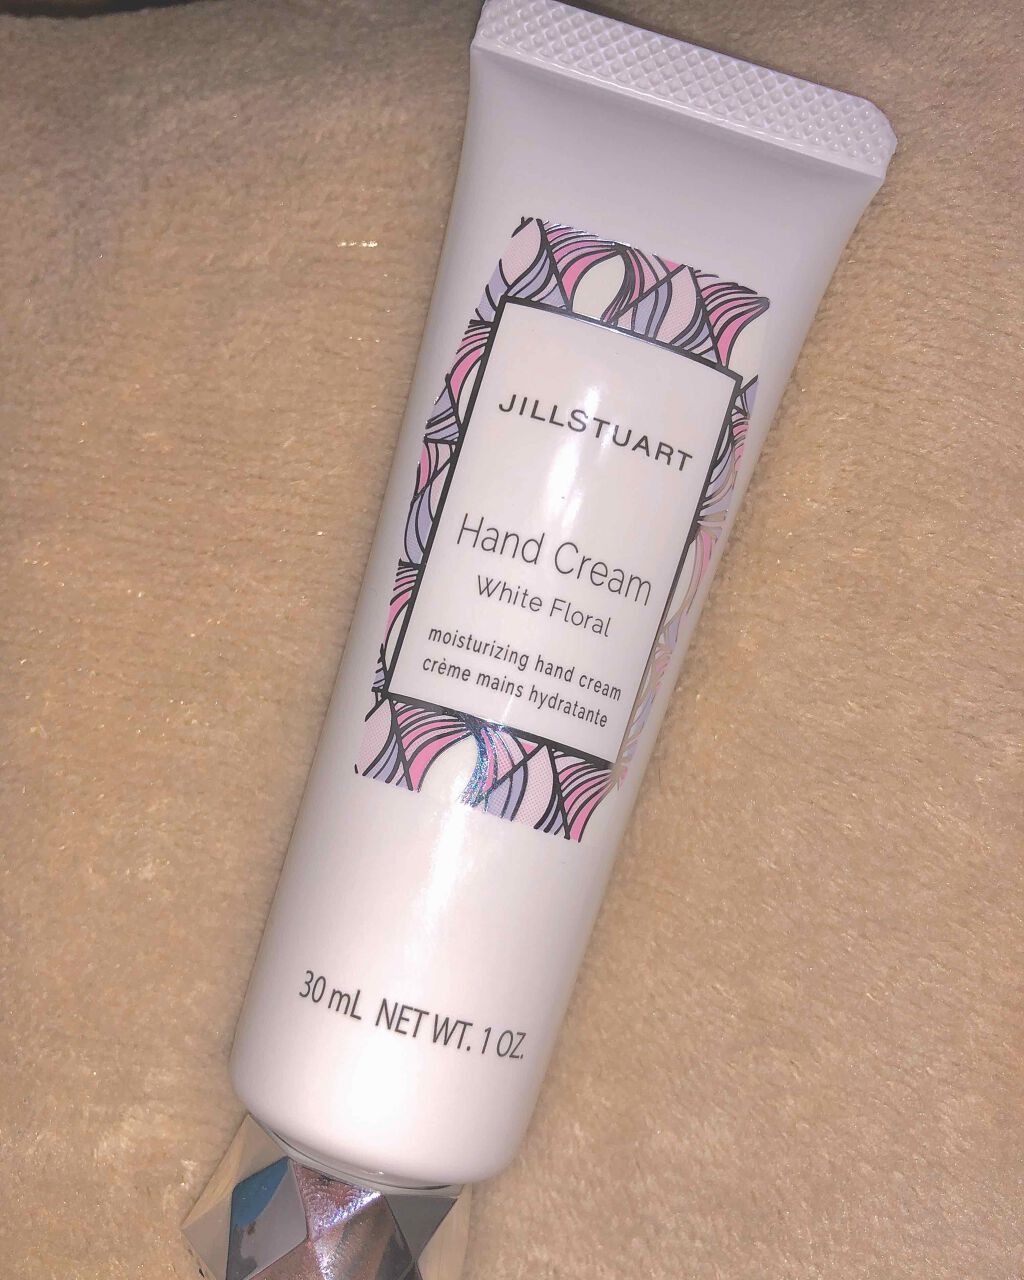 JILLSTUART
Hand Cream
White Floral
moisturizing hand cream
crème mains hydratante
30 mL NET WT. 1 OZ.